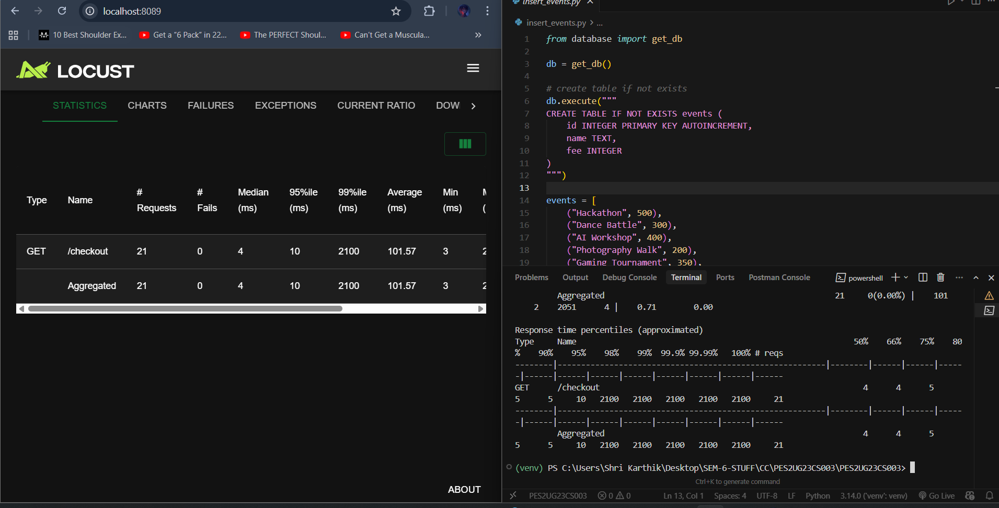 localhost:8089
10 Best Shoulder Ex...
Get a “6 Pack” in 22...
The PERFECT Shoul...
Can't Get a Muscula...
LOCUST
STATISTICS
CHARTS
FAILURES
EXCEPTIONS
CURRENT RATIO
DOW
Type Name # Requests # Fails Median (ms) 95%ile (ms) 99%ile (ms) Average (ms) Min (ms)
GET /checkout 21 0 4 10 2100 101.57 3 2
Aggregated 21 0 4 10 2100 101.57 3 2
ABOUT
insert_events.py
insert_events.py > ...
1 from database import get_db
2
3 db = get_db()
4
5 # create table if not exists
6 db.execute("""
7 CREATE TABLE IF NOT EXISTS events (
8 id INTEGER PRIMARY KEY AUTOINCREMENT,
9 name TEXT,
10 fee INTEGER
11 )
12 """)
13
14 events = [
15 ("Hackathon", 500),
16 ("Dance Battle", 300),
17 ("AI Workshop", 400),
18 ("Photography Walk", 200),
19 ("Gaming Tournament", 350),
Problems Output Debug Console Terminal Ports Postman Console powershell
Aggregated 21 0(0.00%) | 101
2 2051 4 | 0.71 0.00
Response time percentiles (approximated)
Type Name 50% 66% 75% 80
% 90% 95% 98% 99% 99.9% 99.99% 100% # reqs
--------|---------------------------------------------------------|--------|------|------|-----
-|------|------|------|------|------|------|------
GET /checkout 4 4 5
5 5 10 2100 2100 2100 2100 2100 21
--------|---------------------------------------------------------|--------|------|------|-----
-|------|------|------|------|------|------|------
Aggregated 4 4 5
5 5 10 2100 2100 2100 2100 2100 21
(venv) PS C:\Users\Shri Karthik\Desktop\SEM-6-STUFF\CC\PES2UG23CS003\PES2UG23CS003>
Ctrl+K to generate command
PES2UG23CS003 0 0 Ln 13, Col 1 Spaces: 4 UTF-8 LF Python 3.14.0 ('venv': venv) Go Live